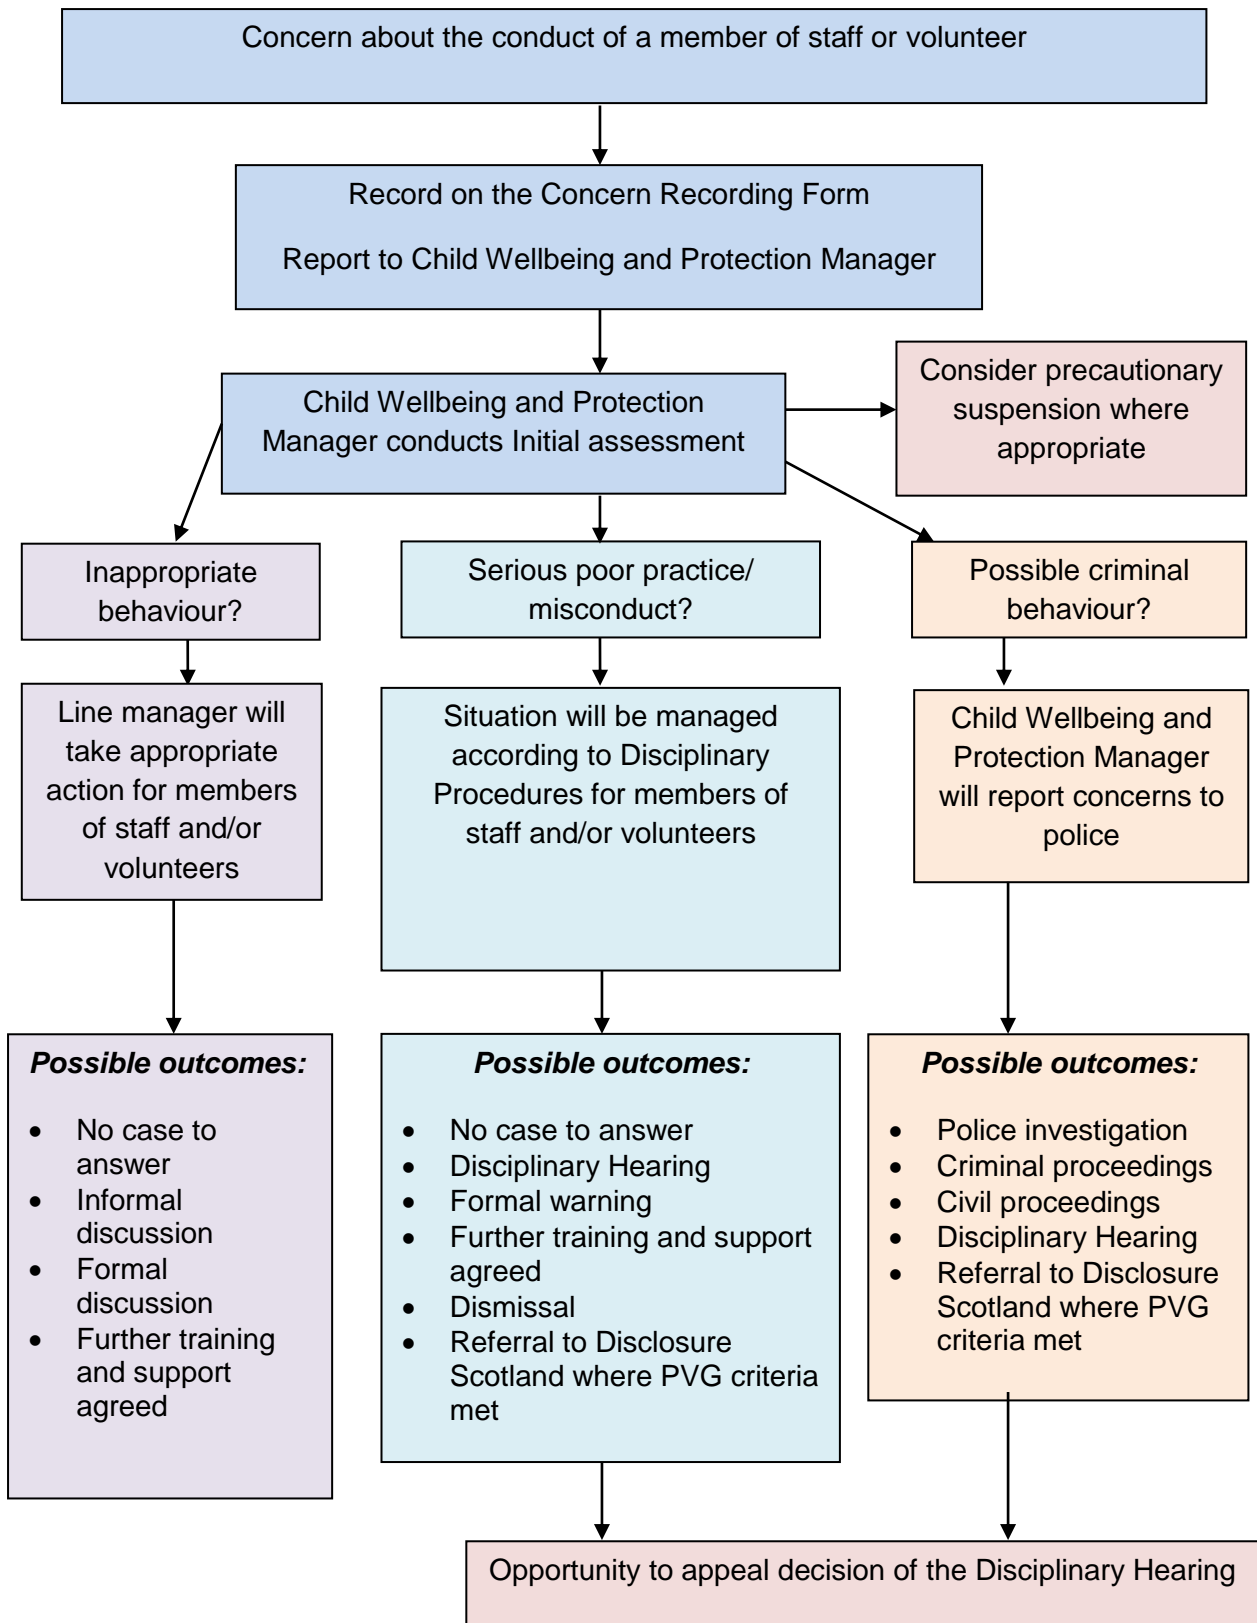 Concern about the conduct of a member of staff or volunteer
Record on the Concern Recording Form
Report to Child Wellbeing and Protection Manager
Child Wellbeing and Protection
Manager conducts Initial assessment
Consider precautionary
suspension where
appropriate
Inappropriate
behaviour?
Serious poor practice/
misconduct?
Possible criminal
behaviour?
Line manager will
take appropriate
action for members
of staff and/or
volunteers
Situation will be managed
according to Disciplinary
Procedures for members of
staff and/or volunteers
Child Wellbeing and
Protection Manager
will report concerns to
police
Possible outcomes:
• No case to
answer
• Informal
discussion
• Formal
discussion
• Further training
and support
agreed
Possible outcomes:
• No case to answer
• Disciplinary Hearing
• Formal warning
• Further training and support
agreed
• Dismissal
• Referral to Disclosure
Scotland where PVG criteria
met
Possible outcomes:
• Police investigation
• Criminal proceedings
• Civil proceedings
• Disciplinary Hearing
• Referral to Disclosure
Scotland where PVG
criteria met
Opportunity to appeal decision of the Disciplinary Hearing